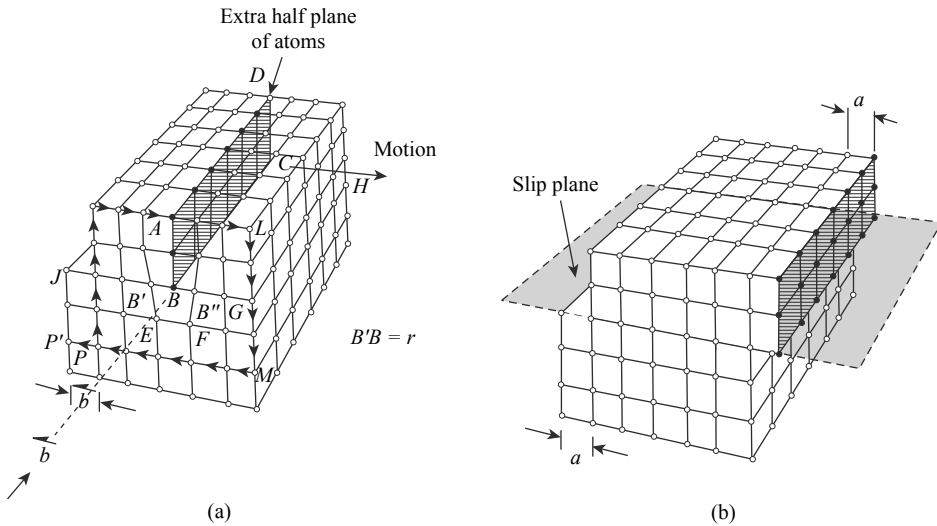 Extra half plane
of atoms
D
a
C
Motion
H
Slip plane
A
L
J
B'
B
B''
G
E
F
B'B = r
P'
P
M
b
b
a
(a)
(b)